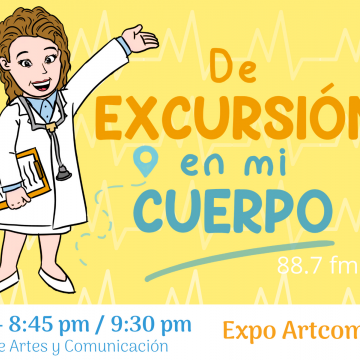 De
EXCURSIÓN
en mi
CUERPO
88.7 fm
- 8:45 pm / 9:30 pm
e Artes y Comunicación
Expo Artcom